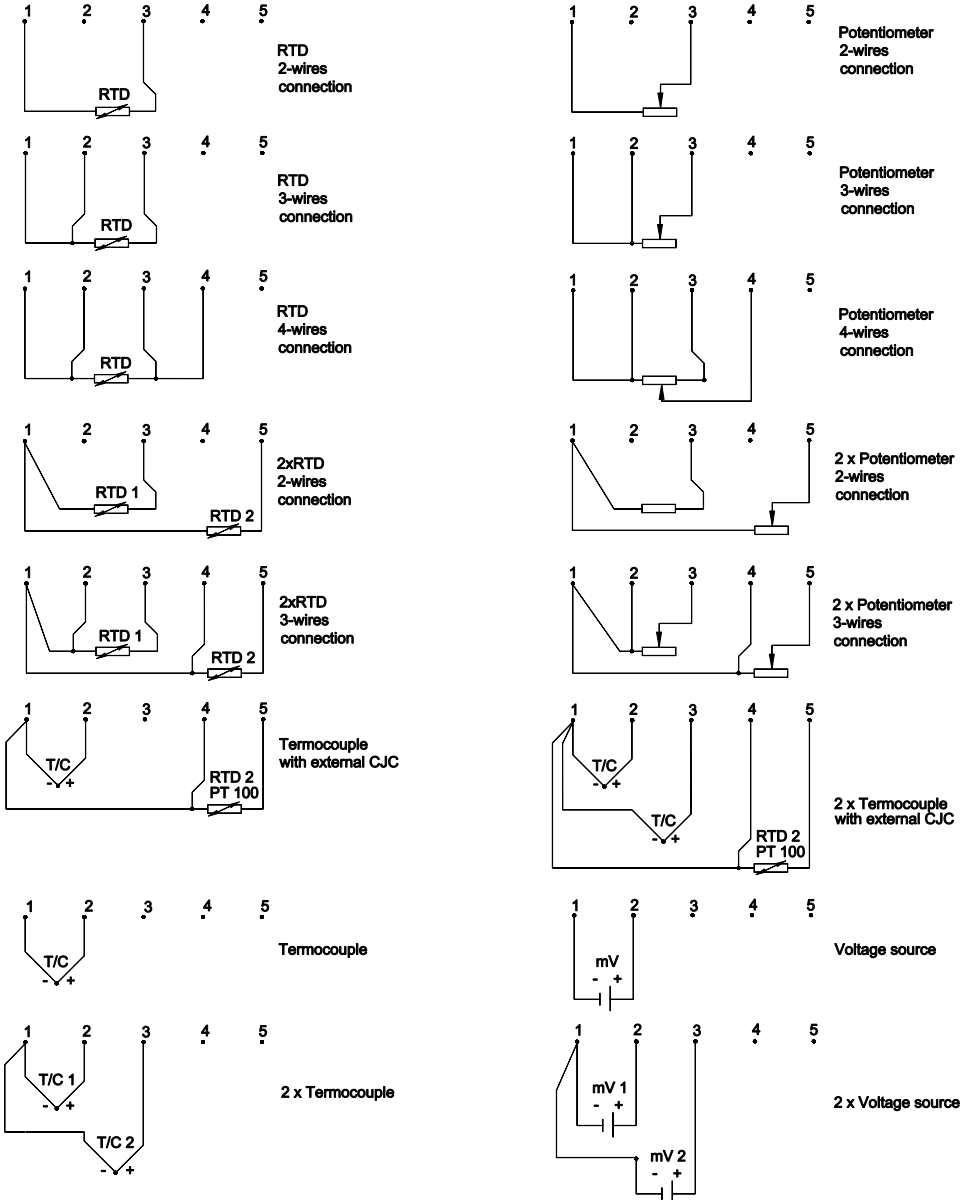 1 2 3 4 5
RTD
2-wires
connection
RTD
1 2 3 4 5
Potentiometer
2-wires
connection
1 2 3 4 5
RTD
3-wires
connection
RTD
1 2 3 4 5
Potentiometer
3-wires
connection
1 2 3 4 5
RTD
4-wires
connection
RTD
1 2 3 4 5
Potentiometer
4-wires
connection
1 2 3 4 5
2xRTD
2-wires
connection
RTD 1
RTD 2
1 2 3 4 5
2 x Potentiometer
2-wires
connection
1 2 3 4 5
2xRTD
3-wires
connection
RTD 1
RTD 2
1 2 3 4 5
2 x Potentiometer
3-wires
connection
1 2 3 4 5
Termocouple
with external CJC
T/C
- +
RTD 2
PT 100
1 2 3 4 5
T/C
- +
T/C
- +
2 x Termocouple
with external CJC
RTD 2
PT 100
1 2 3 4 5
Termocouple
T/C
- +
1 2 3 4 5
Voltage source
mV
- +
1 2 3 4 5
T/C 1
- +
2 x Termocouple
T/C 2
- +
1 2 3 4 5
mV 1
- +
2 x Voltage source
mV 2
- +